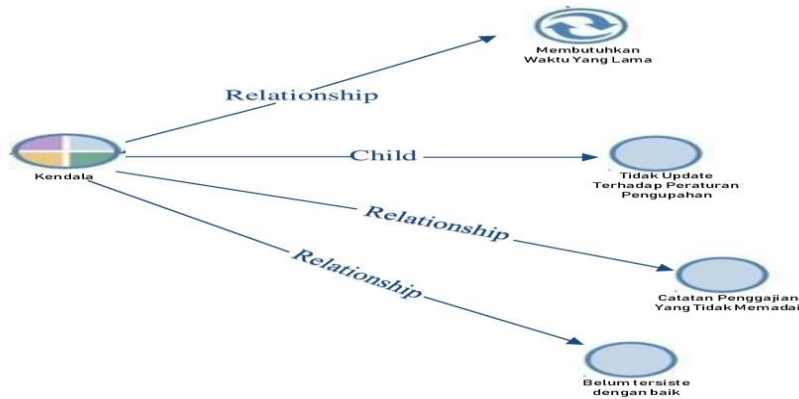 Membutuhkan
Waktu Yang Lama
Relationship
Kendala
Child
Tidak Update
Terhadap Peraturan
Pengupahan
Relationship
Catatan Penggajian
Yang Tidak Memadai
Relationship
Belum tersiste
dengan baik